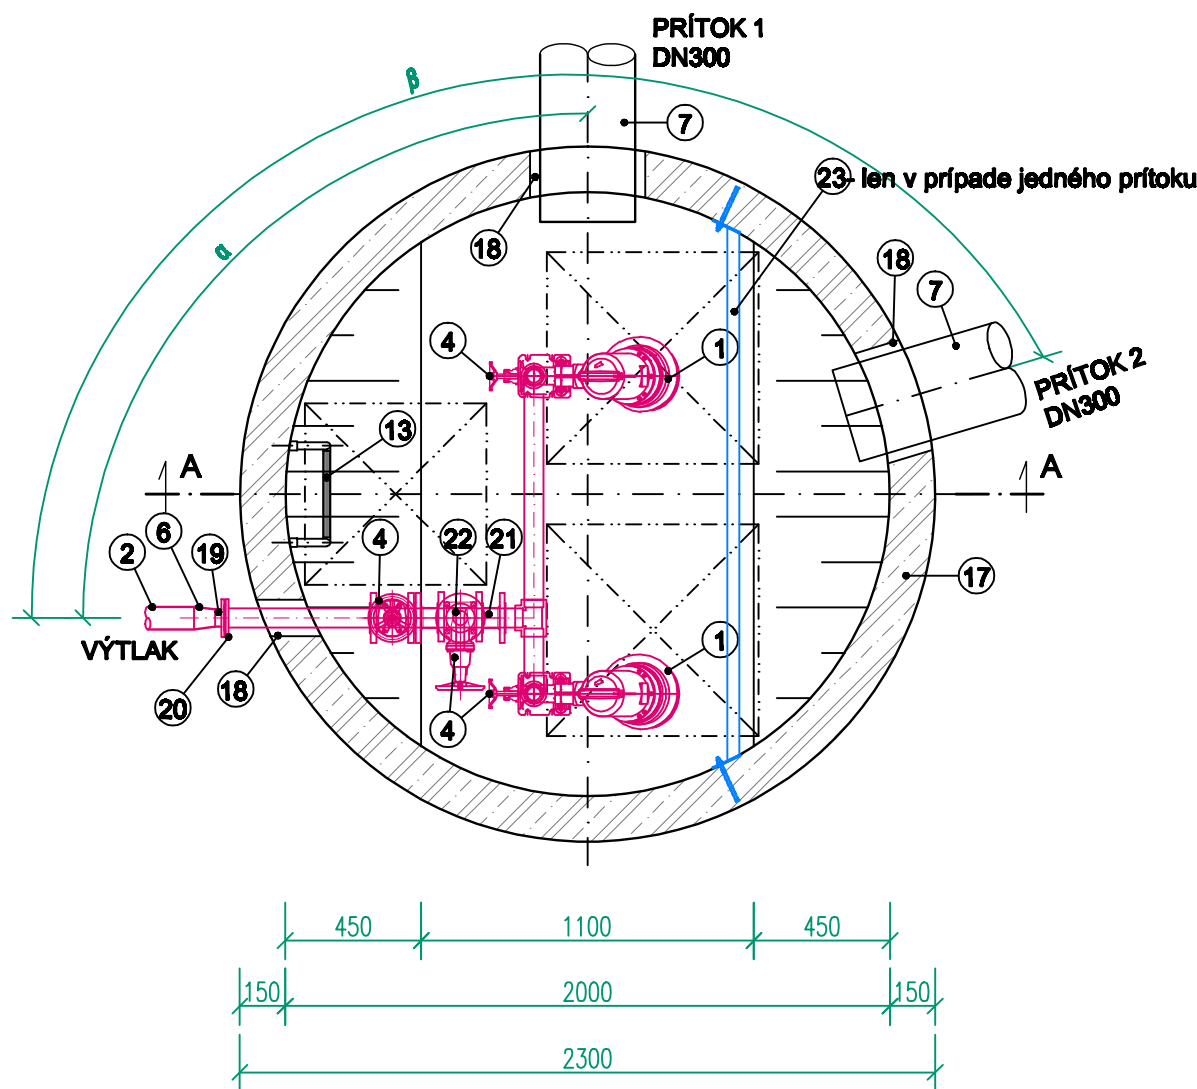 PRÍTOK 1
DN300
β
7
23- len v prípade jedného prítoku
α
18
18
7
4
1
PRÍTOK 2
DN300
13
A
A
6
2
19
4
22
21
17
VÝTLAK
1
18
20
4
450
1100
450
150
2000
150
2300